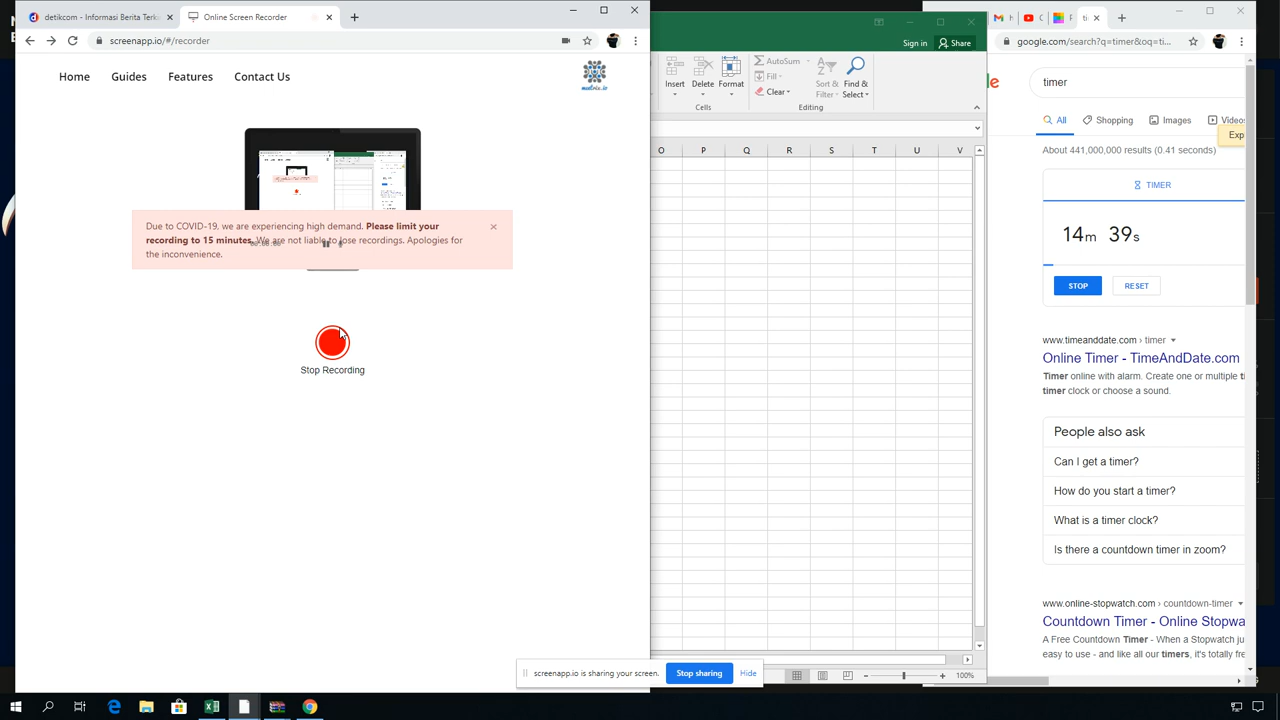 detikcom - Informasi Berita Terki
Online Screen Recorder
screenapp.io/#/recorder
Home Guides Features Contact Us
meetrix.io
Due to COVID-19, we are experiencing high demand. Please limit your
recording to 15 minutes. We are not liable to lose recordings. Apologies for
the inconvenience.
Stop Recording
screenapp.io is sharing your screen. Stop sharing Hide
Sign in Share
Insert Delete Format
Cells
AutoSum
Fill
Clear
Sort & Filter
Find & Select
Editing
O P Q R S T U V
100%
google.com/search?q=timer&oq=ti...
timer
All Shopping Images Videos
Exp
About 441,000,000 results (0.41 seconds)
TIMER
14m 39s
STOP RESET
www.timeanddate.com › timer
Online Timer - TimeAndDate.com
Timer online with alarm. Create one or multiple ti
timer clock or choose a sound.
People also ask
Can I get a timer?
How do you start a timer?
What is a timer clock?
Is there a countdown timer in zoom?
www.online-stopwatch.com › countdown-timer
Countdown Timer - Online Stopwa
A Free Countdown Timer - When a Stopwatch ju
easy to use - and like all our timers, it's totally fre